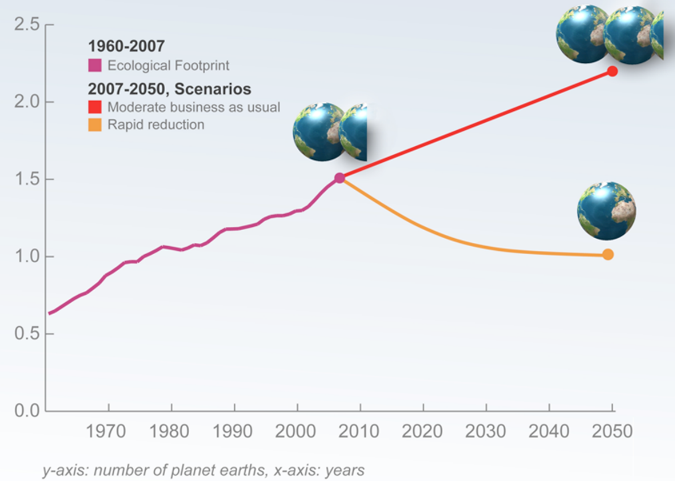 2.5
1960-2007
Ecological Footprint
2007-2050, Scenarios
2.0
Moderate business as usual
Rapid reduction
1.5
1.0
0.5
0.0
1970 1980 1990 2000 2010 2020 2030 2040 2050
y-axis: number of planet earths, x-axis: years